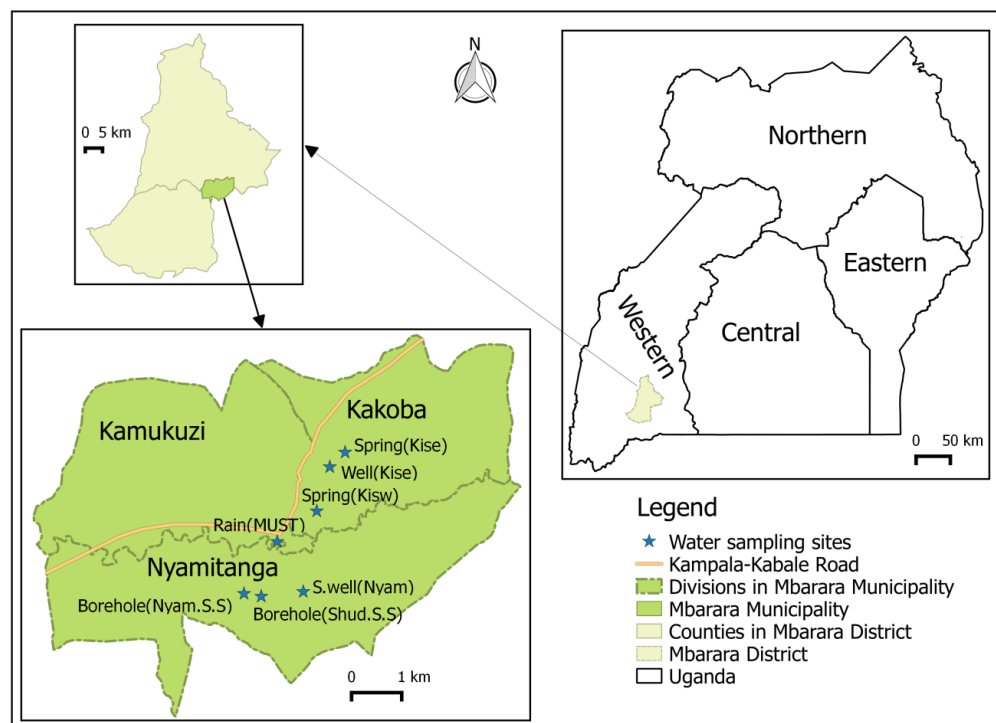 0 5 km
N
Northern
Eastern
Central
Western
0 50 km
Kamukuzi
Kakoba
Spring(Kise)
Well(Kise)
Spring(Kisw)
Rain(MUST)
Nyamitanga
S.well(Nyam)
Borehole(Nyam.S.S)
Borehole(Shud.S.S)
0 1 km
Legend
Water sampling sites
Kampala-Kabale Road
Divisions in Mbarara Municipality
Mbarara Municipality
Counties in Mbarara District
Mbarara District
Uganda